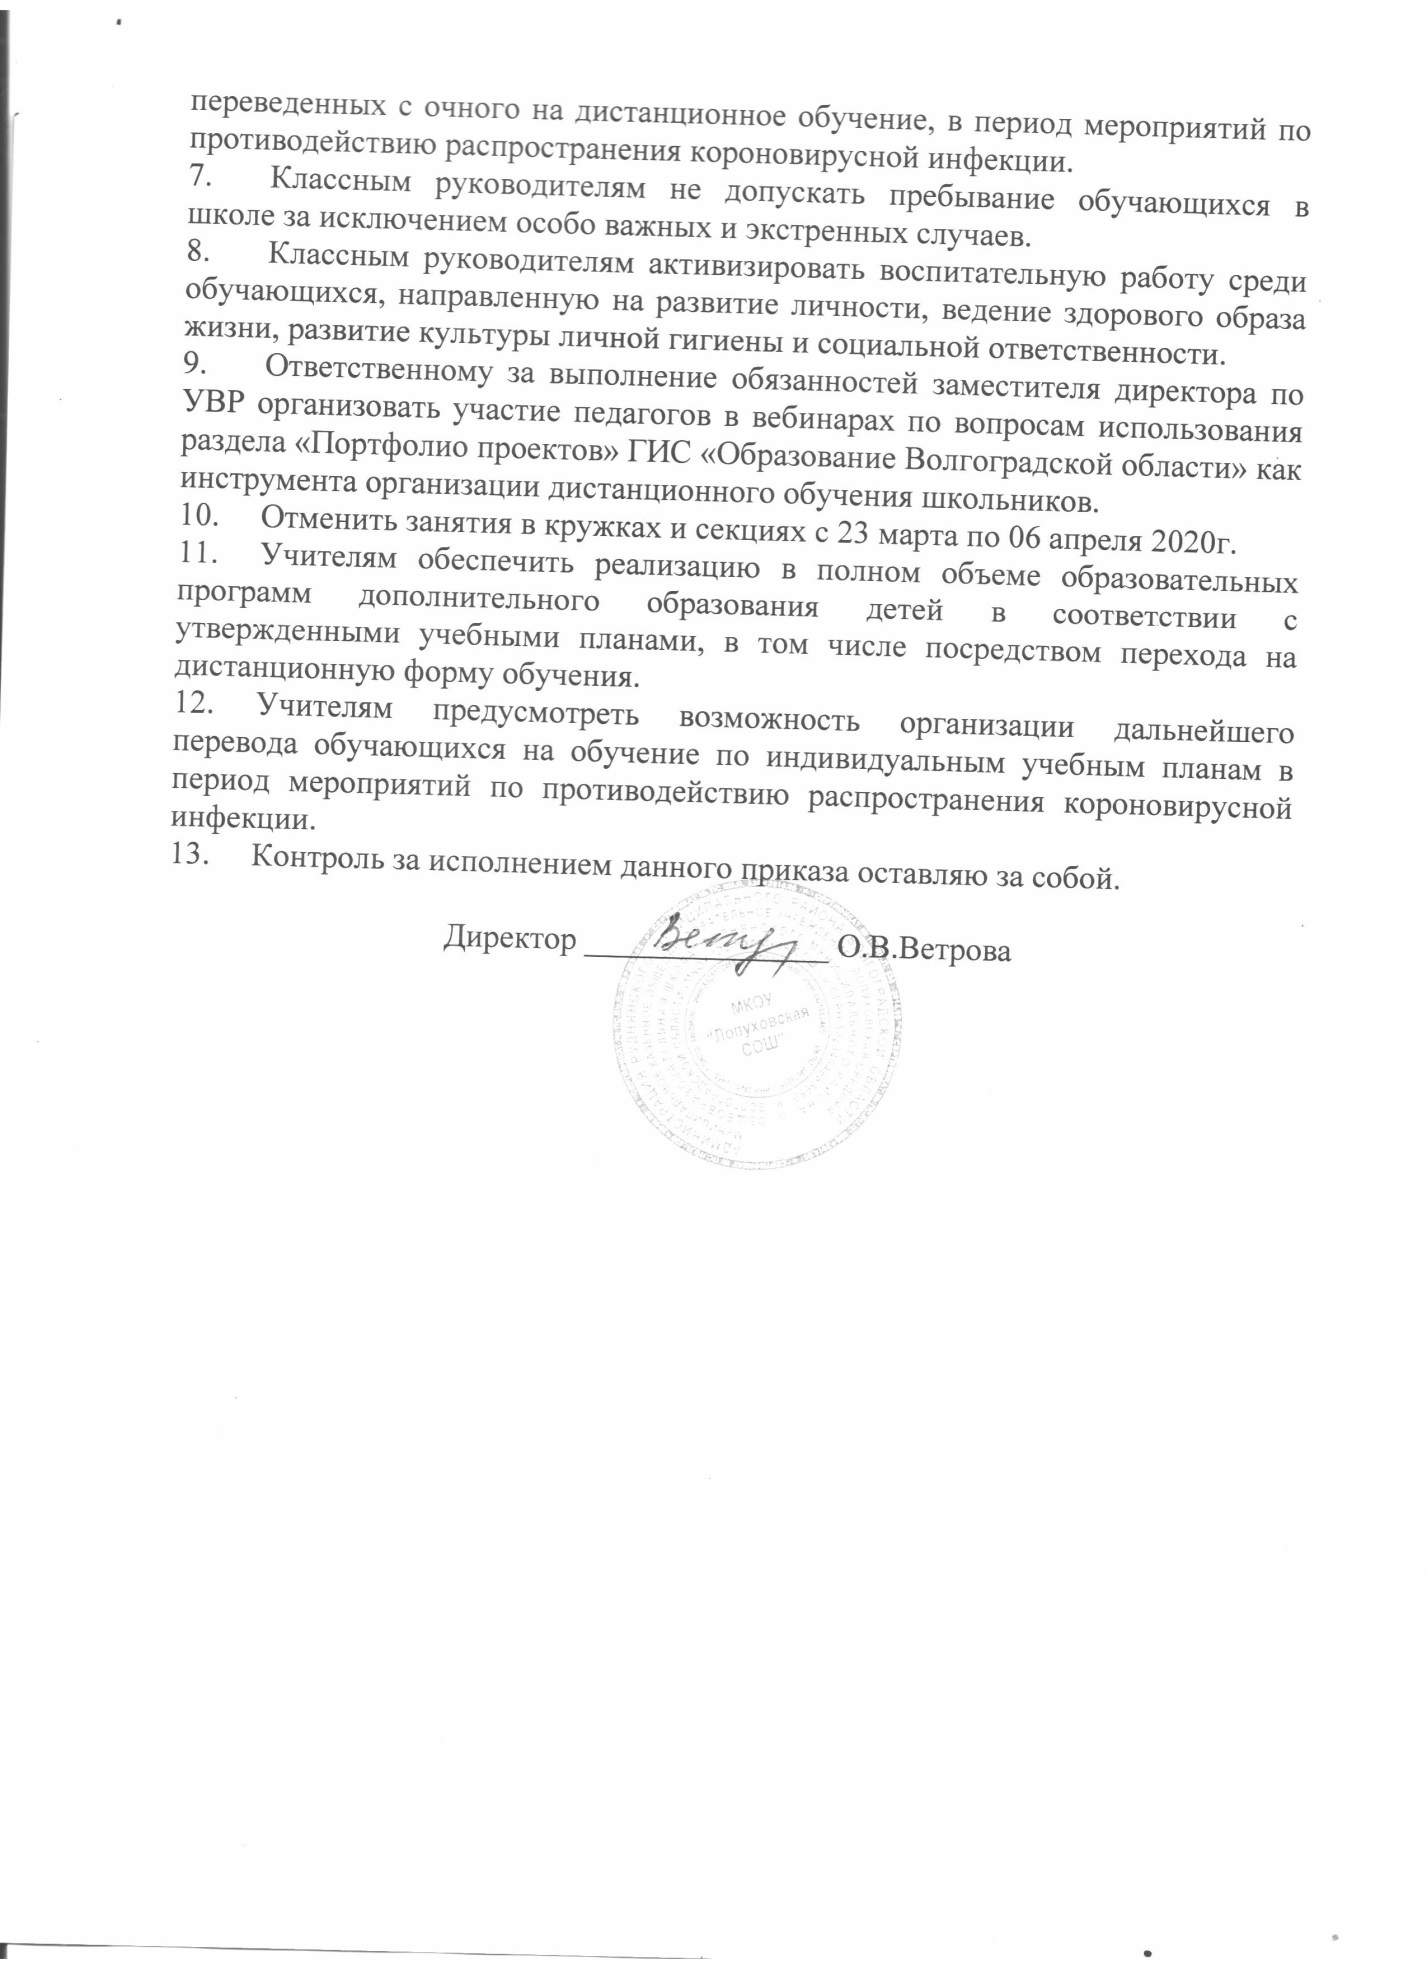 переведенных с очного на дистанционное обучение, в период мероприятий по
противодействию распространения короновирусной инфекции.
7. Классным руководителям не допускать пребывание обучающихся в
школе за исключением особо важных и экстренных случаев.
8. Классным руководителям активизировать воспитательную работу среди
обучающихся, направленную на развитие личности, ведение здорового образа
жизни, развитие культуры личной гигиены и социальной ответственности.
9. Ответственному за выполнение обязанностей заместителя директора по
УВР организовать участие педагогов в вебинарах по вопросам использования
раздела «Портфолио проектов» ГИС «Образование Волгоградской области» как
инструмента организации дистанционного обучения школьников.
10. Отменить занятия в кружках и секциях с 23 марта по 06 апреля 2020г.
11. Учителям обеспечить реализацию в полном объеме образовательных
программ дополнительного образования детей в соответствии с
утвержденными учебными планами, в том числе посредством перехода на
дистанционную форму обучения.
12. Учителям предусмотреть возможность организации дальнейшего
перевода обучающихся на обучение по индивидуальным учебным планам в
период мероприятий по противодействию распространения короновирусной
инфекции.
13. Контроль за исполнением данного приказа оставляю за собой.
Директор О.В.Ветрова
МКОУ
"Лопуховская
СОШ"